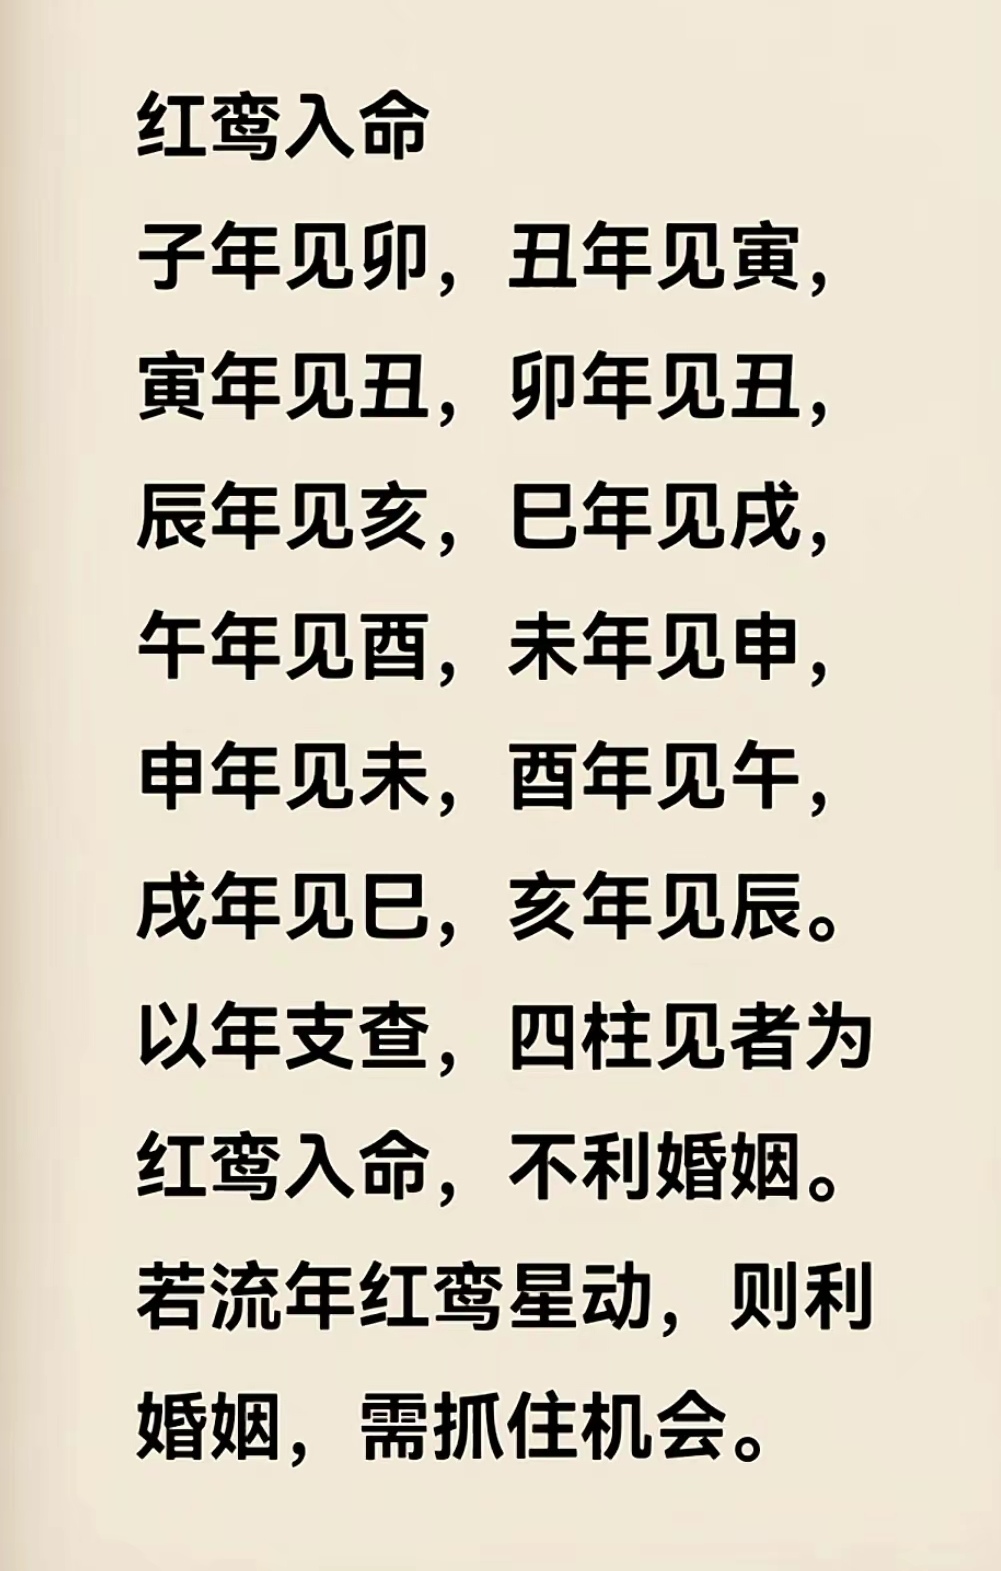 红鸾入命
子年见卯，丑年见寅，
寅年见丑，卯年见丑，
辰年见亥，巳年见戌，
午年见酉，未年见申，
申年见未，酉年见午，
戌年见巳，亥年见辰。
以年支查，四柱见者为
红鸾入命，不利婚姻。
若流年红鸾星动，则利
婚姻，需抓住机会。